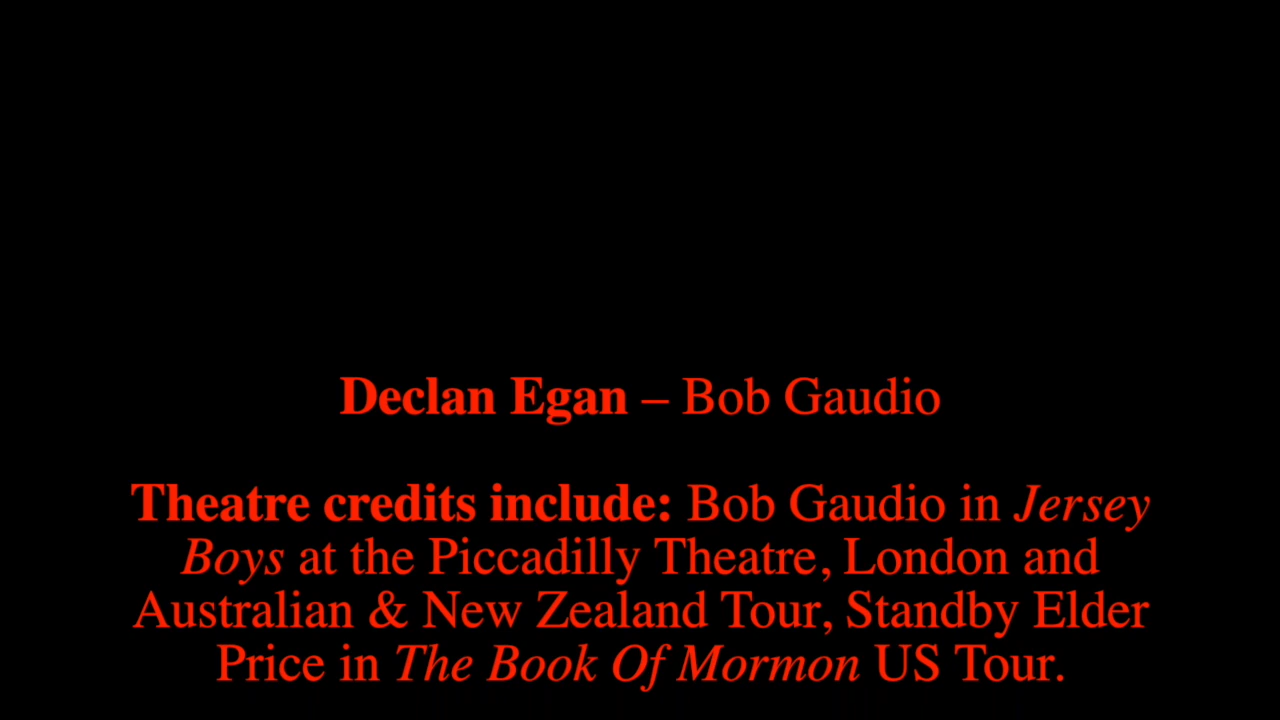 Declan Egan – Bob Gaudio
Theatre credits include: Bob Gaudio in Jersey
Boys at the Piccadilly Theatre, London and
Australian & New Zealand Tour, Standby Elder
Price in The Book Of Mormon US Tour.